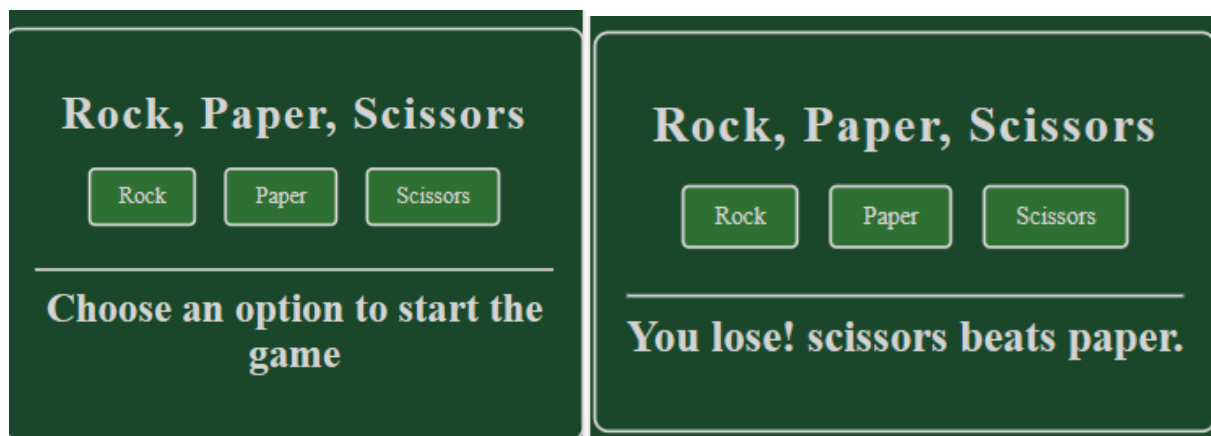 Rock, Paper, Scissors
Rock
Paper
Scissors
Choose an option to start the
game
Rock, Paper, Scissors
Rock
Paper
Scissors
You lose! scissors beats paper.